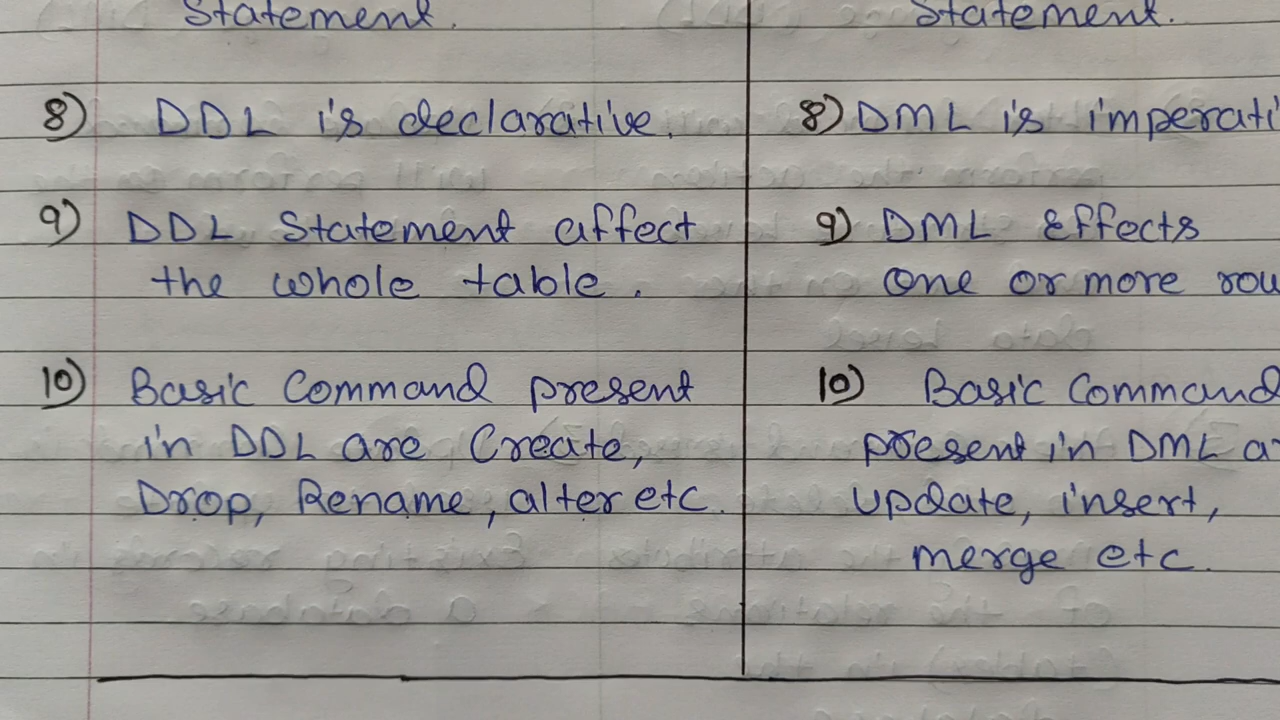 Statement.
8) DDL is declarative.
9) DDL Statement affect
the whole table.
10) Basic Command present
in DDL are Create,
Drop, Rename, alter etc.
Statement.
8) DML is imperati
9) DML Effects
one or more row
10) Basic Command
present in DML a
Update, insert,
merge etc.